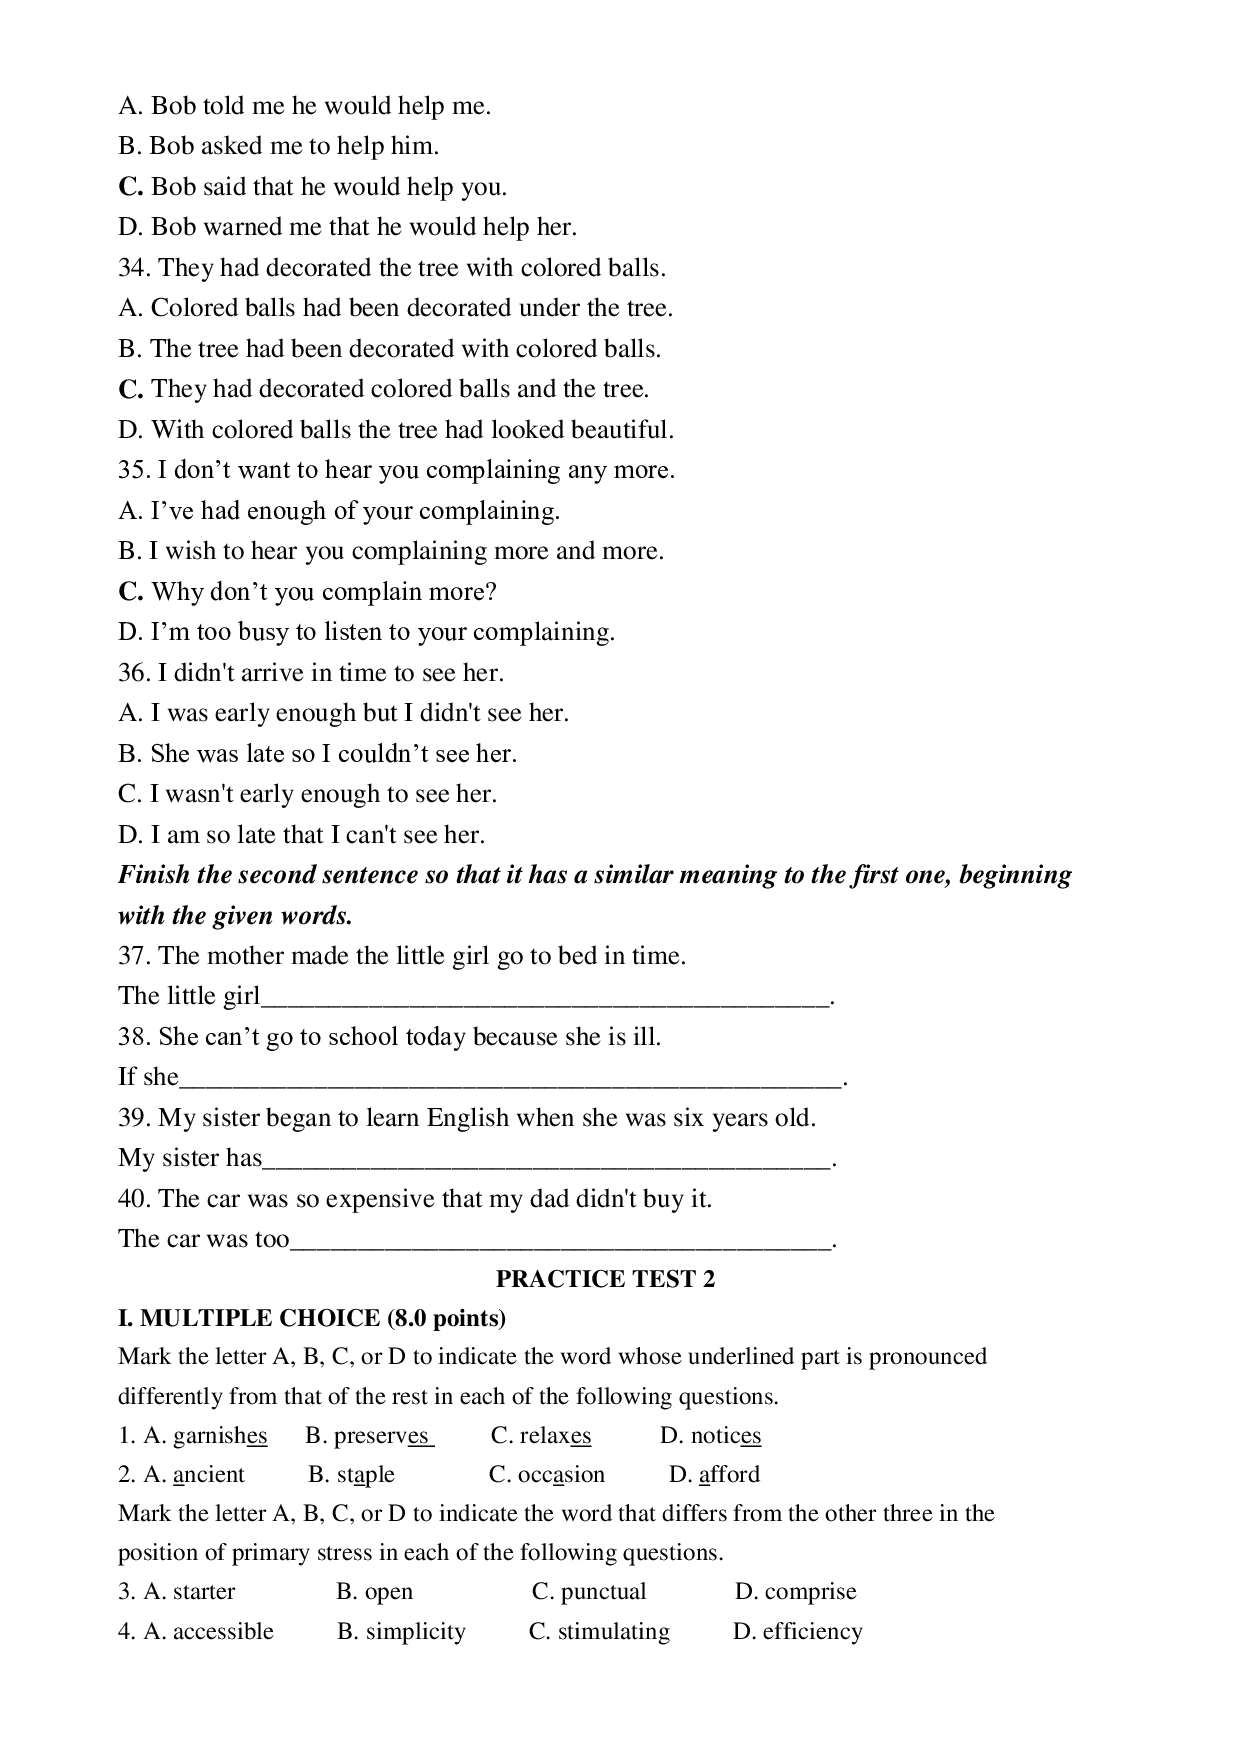 A. Bob told me he would help me.
B. Bob asked me to help him.
C. Bob said that he would help you.
D. Bob warned me that he would help her.
34. They had decorated the tree with colored balls.
A. Colored balls had been decorated under the tree.
B. The tree had been decorated with colored balls.
C. They had decorated colored balls and the tree.
D. With colored balls the tree had looked beautiful.
35. I don’t want to hear you complaining any more.
A. I’ve had enough of your complaining.
B. I wish to hear you complaining more and more.
C. Why don’t you complain more?
D. I’m too busy to listen to your complaining.
36. I didn't arrive in time to see her.
A. I was early enough but I didn't see her.
B. She was late so I couldn’t see her.
C. I wasn't early enough to see her.
D. I am so late that I can't see her.
Finish the second sentence so that it has a similar meaning to the first one, beginning
with the given words.
37. The mother made the little girl go to bed in time.
The little girl__________________________________________.
38. She can’t go to school today because she is ill.
If she_________________________________________________.
39. My sister began to learn English when she was six years old.
My sister has__________________________________________.
40. The car was so expensive that my dad didn't buy it.
The car was too________________________________________.
PRACTICE TEST 2
I. MULTIPLE CHOICE (8.0 points)
Mark the letter A, B, C, or D to indicate the word whose underlined part is pronounced
differently from that of the rest in each of the following questions.
1. A. garnishes B. preserves C. relaxes D. notices
2. A. ancient B. staple C. occasion D. afford
Mark the letter A, B, C, or D to indicate the word that differs from the other three in the
position of primary stress in each of the following questions.
3. A. starter B. open C. punctual D. comprise
4. A. accessible B. simplicity C. stimulating D. efficiency